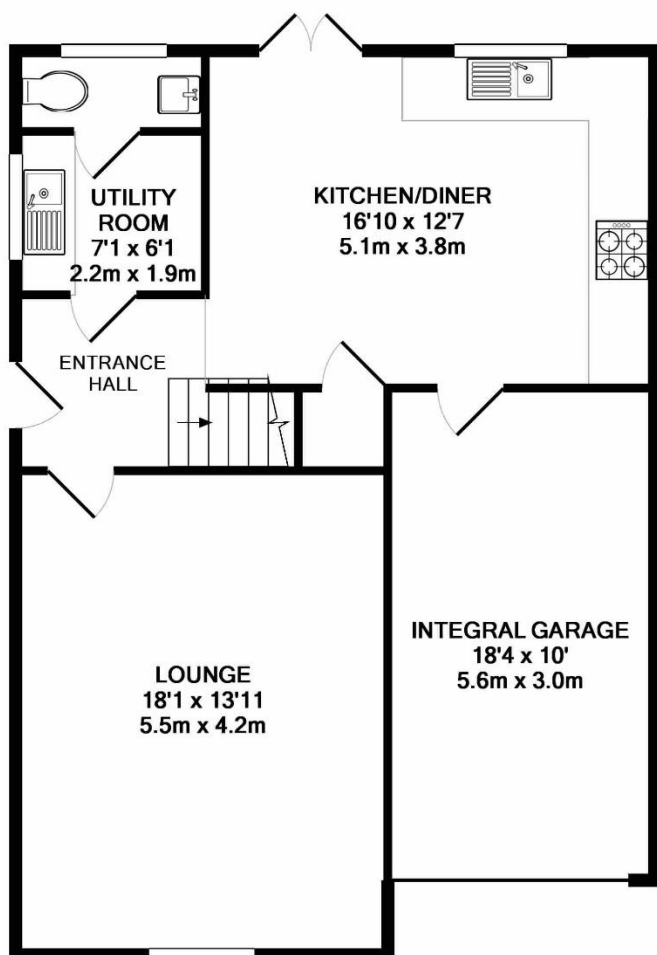 UTILITY
ROOM
7'1 x 6'1
2.2m x 1.9m
KITCHEN/DINER
16'10 x 12'7
5.1m x 3.8m
ENTRANCE
HALL
LOUNGE
18'1 x 13'11
5.5m x 4.2m
INTEGRAL GARAGE
18'4 x 10'
5.6m x 3.0m